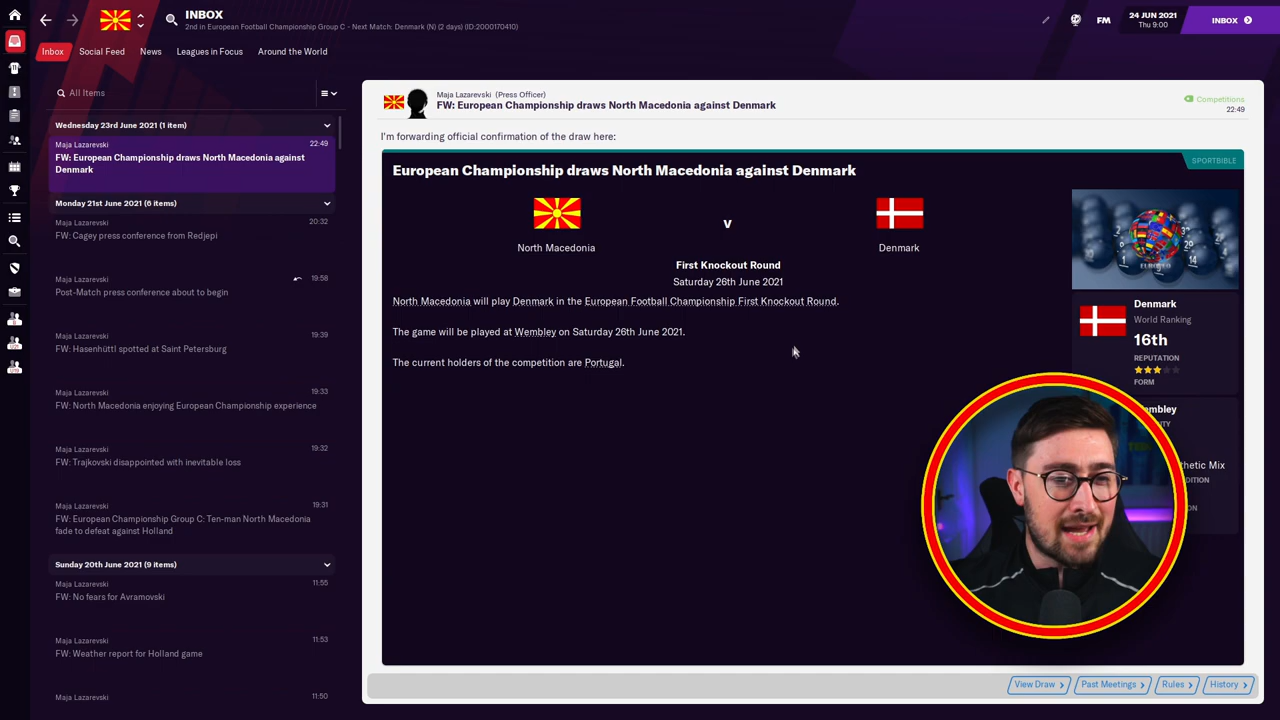 INBOX
2nd in European Football Championship Group C - Next Match: Denmark (N) (2 days) (ID:2000170410)
FM
24 JUN 2021
Thu 9:00
INBOX
Inbox
Social Feed
News
Leagues in Focus
Around the World
All Items
Wednesday 23rd June 2021 (1 item)
Maja Lazarevski
22:49
FW: European Championship draws North Macedonia against
Denmark
Monday 21st June 2021 (6 items)
Maja Lazarevski
20:32
FW: Cagey press conference from Redjepi
Maja Lazarevski
19:58
Post-Match press conference about to begin
Maja Lazarevski
19:39
FW: Hasenhüttl spotted at Saint Petersburg
Maja Lazarevski
19:33
FW: North Macedonia enjoying European Championship experience
Maja Lazarevski
19:32
FW: Trajkovski disappointed with inevitable loss
Maja Lazarevski
19:31
FW: European Championship Group C: Ten-man North Macedonia
fade to defeat against Holland
Sunday 20th June 2021 (9 items)
Maja Lazarevski
11:55
FW: No fears for Avramovski
Maja Lazarevski
11:53
FW: Weather report for Holland game
Maja Lazarevski
11:50
Maja Lazarevski (Press Officer)
FW: European Championship draws North Macedonia against Denmark
Competitions
22:49
I'm forwarding official confirmation of the draw here:
European Championship draws North Macedonia against Denmark
SPORTBIBLE
v
North Macedonia
Denmark
First Knockout Round
Saturday 26th June 2021
North Macedonia will play Denmark in the European Football Championship First Knockout Round.
The game will be played at Wembley on Saturday 26th June 2021.
The current holders of the competition are Portugal.
Denmark
World Ranking
16th
REPUTATION
FORM
View Draw
Past Meetings
Rules
History